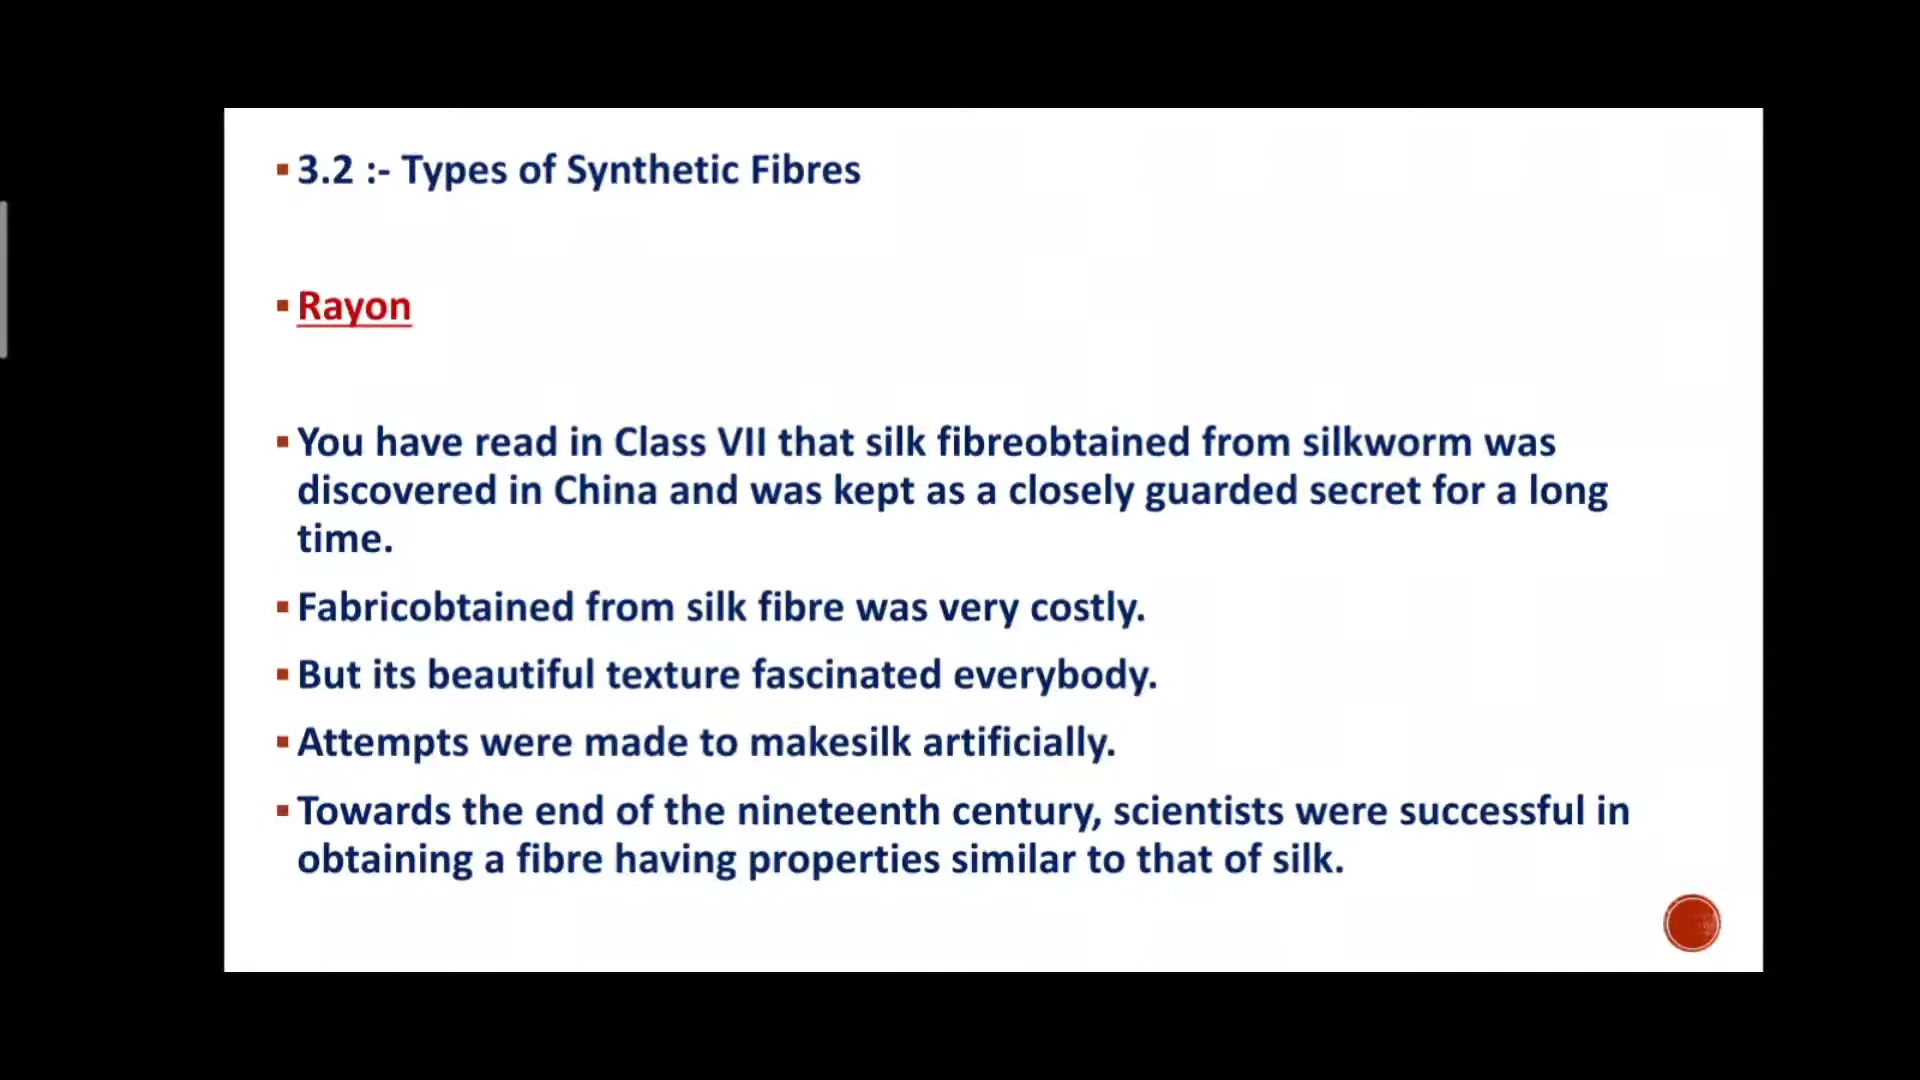 3.2 :- Types of Synthetic Fibres
Rayon
You have read in Class VII that silk fibreobtained from silkworm was
discovered in China and was kept as a closely guarded secret for a long
time.
Fabricobtained from silk fibre was very costly.
But its beautiful texture fascinated everybody.
Attempts were made to makesilk artificially.
Towards the end of the nineteenth century, scientists were successful in
obtaining a fibre having properties similar to that of silk.